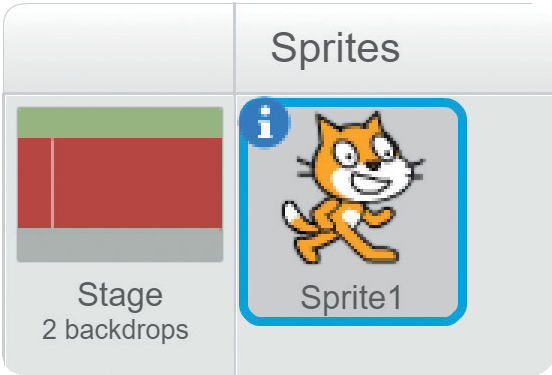 Sprites
i
Stage
2 backdrops
Sprite1